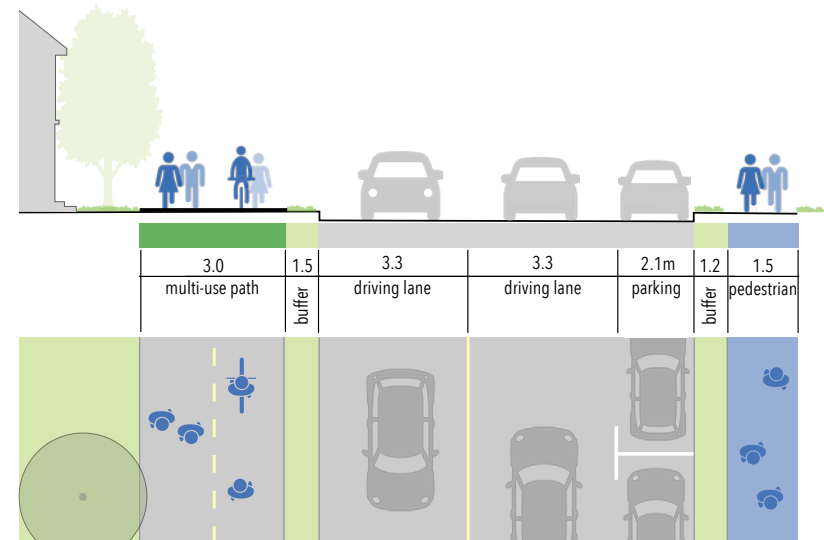 3.0 1.5 3.3 3.3 2.1m 1.2 1.5
multi-use path buffer driving lane driving lane parking buffer pedestrian